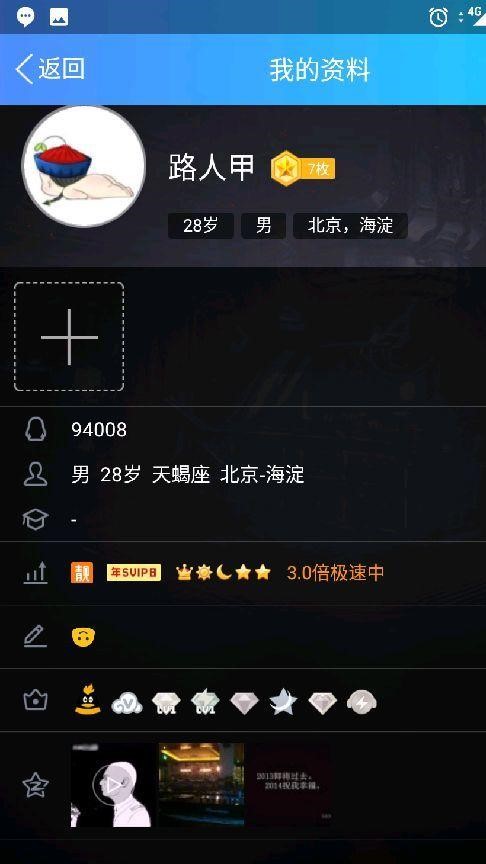 4G
返回
我的资料
路人甲
7枚
28岁 男 北京，海淀
94008
男 28岁 天蝎座 北京-海淀
-
靓 年SVIP8 3.0倍极速中
LV1 LV1
2013即将过去。
2014祝我幸福。